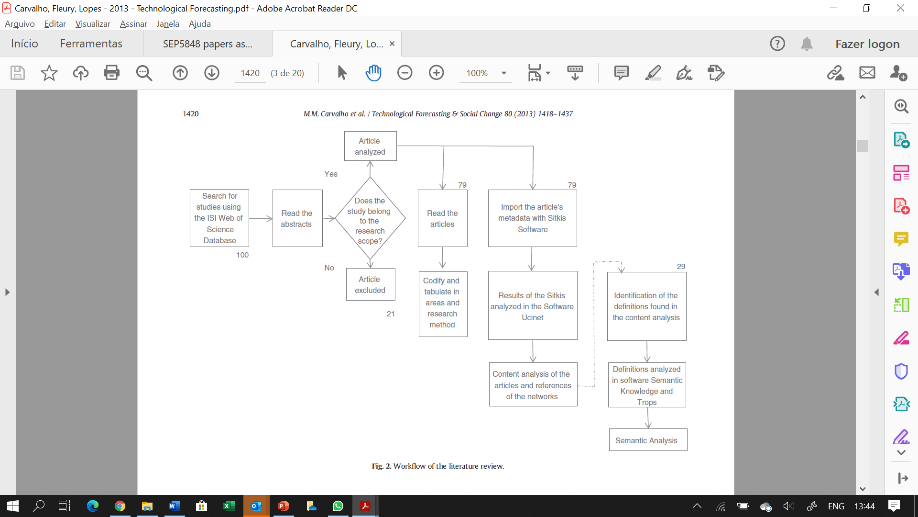 Carvalho, Fleury, Lopes - 2013 - Technological Forecasting.pdf - Adobe Acrobat Reader DC
Arquivo Editar Visualizar Assinar Janela Ajuda
Início Ferramentas SEP5848 papers as... Carvalho, Fleury, Lo... × Fazer logon
1420 (3 de 20) 100%
1420 M.M. Carvalho et al. / Technological Forecasting & Social Change 80 (2013) 1418–1437
Article
analyzed
Yes
Search for
studies using
the ISI Web of
Science
Database
100
Read the
abstracts
Does the
study belong
to the
research
scope?
No
Article
excluded
21
79
Read the
articles
Codify and
tabulate in
areas and
research
method
79
Import the article's
metadata with Sitkis
Software
Results of the Sitkis
analyzed in the Software
Ucinet
Content analysis of the
articles and references
of the networks
29
Identification of the
definitions found in
the content analysis
Definitions analyzed
in software Semantic
Knowledge and
Trops
Semantic Analysis
Fig. 2. Workflow of the literature review.
ENG 13:44